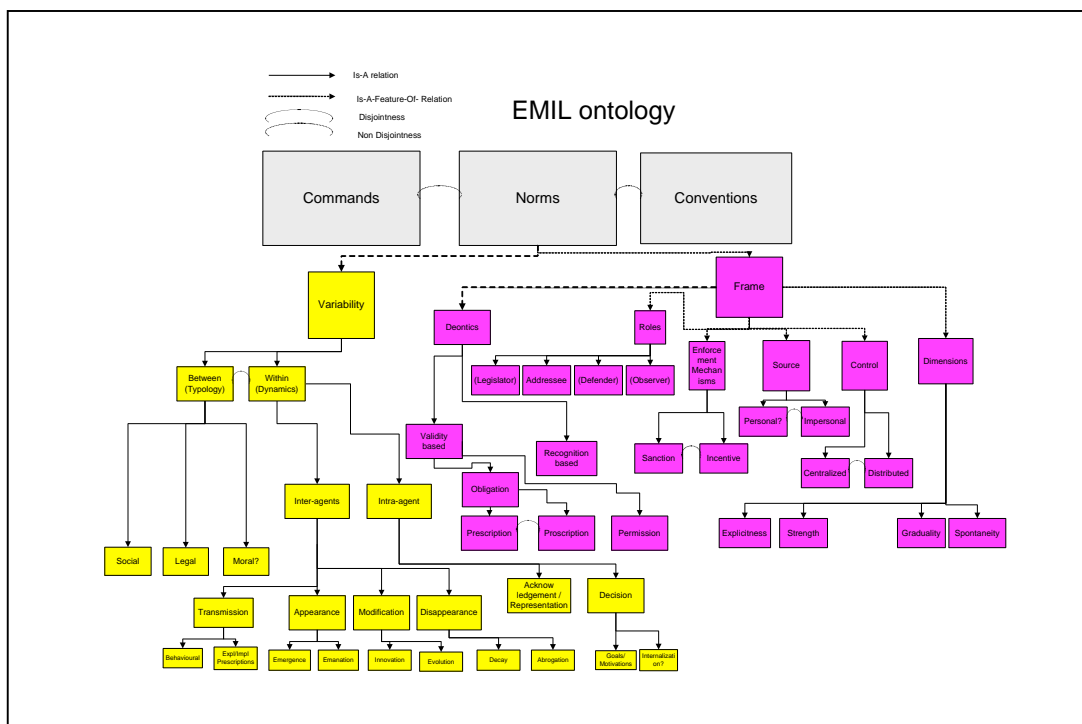 Is-A relation
Is-A-Feature-Of- Relation
Disjointness
Non Disjointness
EMIL ontology
Commands
Norms
Conventions
Variability
Frame
Deontics
Roles
Enforce
ment
Mechani
sms
Source
Control
Dimensions
Between
(Typology)
Within
(Dynamics)
(Legislator)
Addressee
(Defender)
(Observer)
Personal?
Impersonal
Validity
based
Recognition
based
Sanction
Incentive
Centralized
Distributed
Obligation
Inter-agents
Intra-agent
Prescription
Proscription
Permission
Explicitness
Strength
Graduality
Spontaneity
Social
Legal
Moral?
Acknow
ledgement /
Representation
Decision
Transmission
Appearance
Modification
Disappearance
Behavioural
Expl/Impl
Prescriptions
Emergence
Emanation
Innovation
Evolution
Decay
Abrogation
Goals/
Motivations
Internalizati
on?